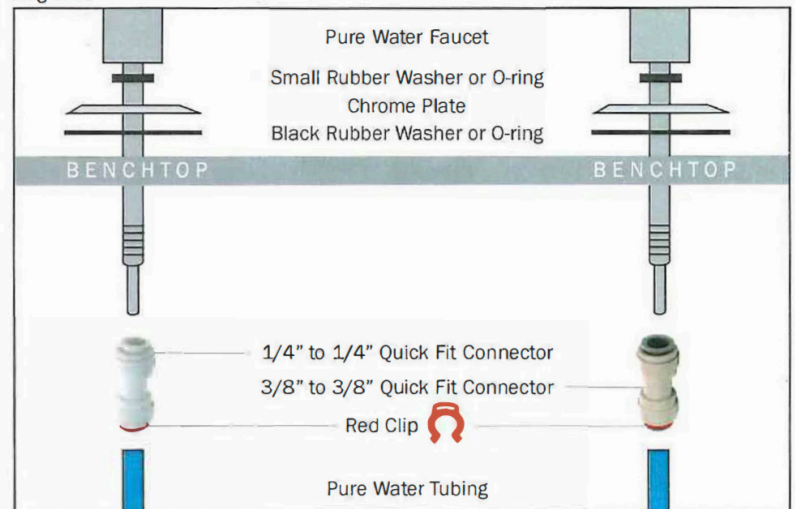 Pure Water Faucet
Small Rubber Washer or O-ring
Chrome Plate
Black Rubber Washer or O-ring
BENCHTOP BENCHTOP
1/4" to 1/4" Quick Fit Connector
3/8" to 3/8" Quick Fit Connector
Red Clip
Pure Water Tubing